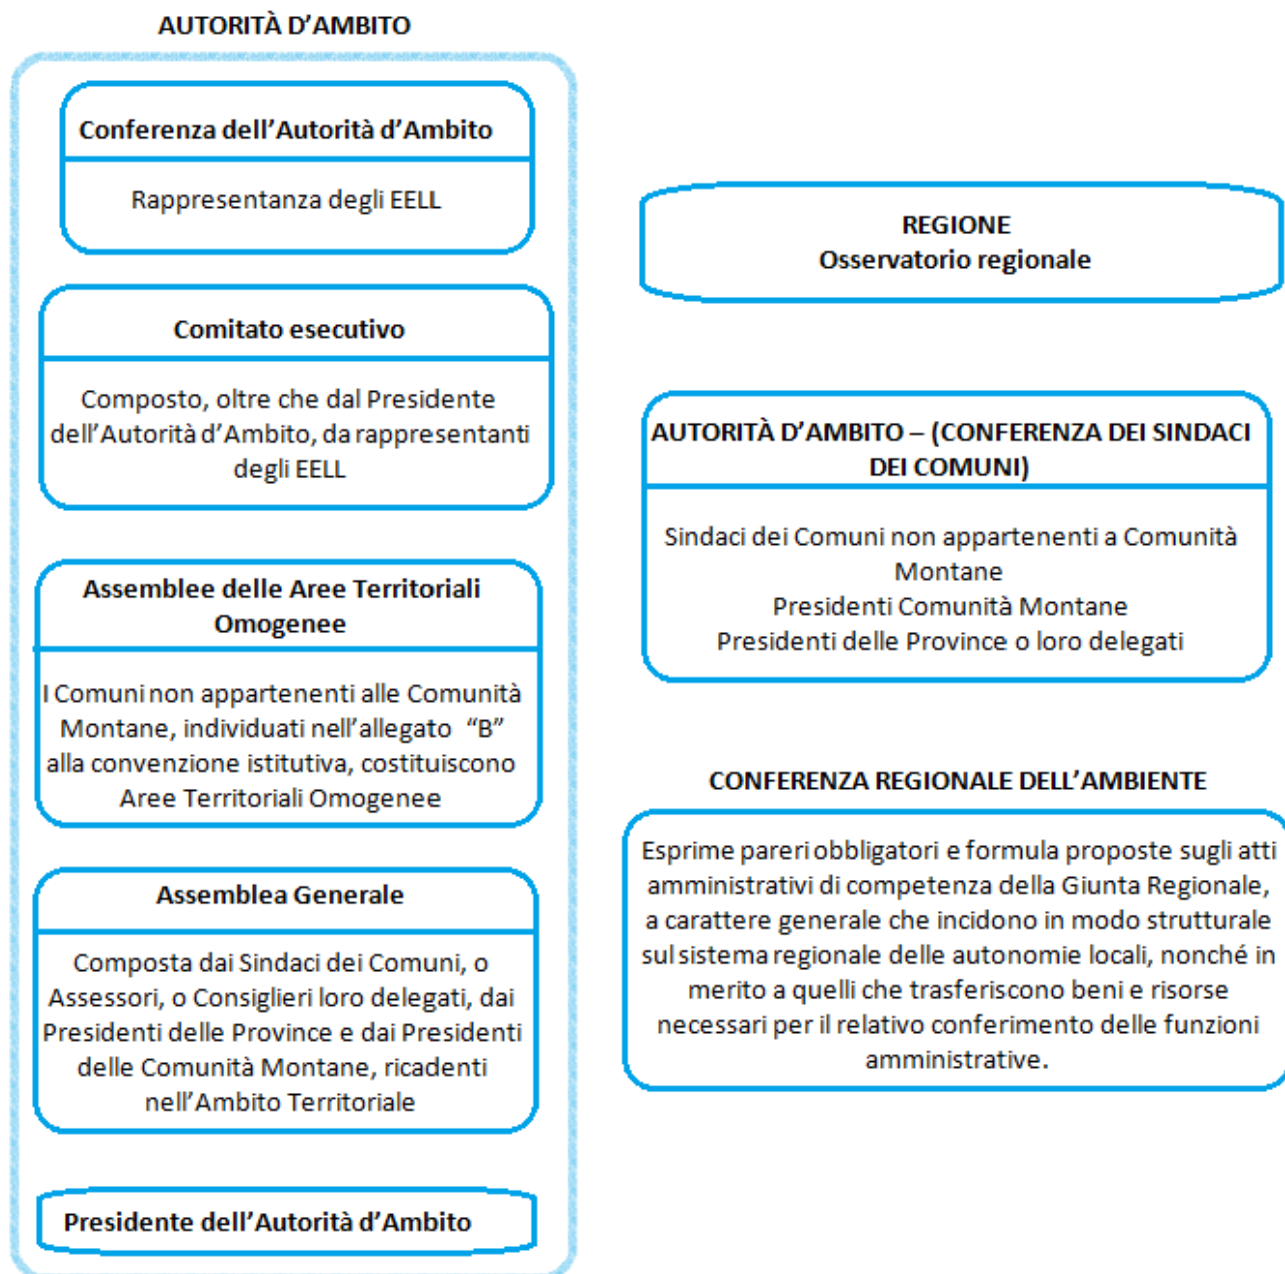 AUTORITÀ D’AMBITO
Conferenza dell’Autorità d’Ambito
Rappresentanza degli EELL
Comitato esecutivo
Composto, oltre che dal Presidente
dell’Autorità d’Ambito, da rappresentanti
degli EELL
Assemblee delle Aree Territoriali
Omogenee
I Comuni non appartenenti alle Comunità
Montane, individuati nell’allegato “B”
alla convenzione istitutiva, costituiscono
Aree Territoriali Omogenee
Assemblea Generale
Composta dai Sindaci dei Comuni, o
Assessori, o Consiglieri loro delegati, dai
Presidenti delle Province e dai Presidenti
delle Comunità Montane, ricadenti
nell’Ambito Territoriale
Presidente dell’Autorità d’Ambito
REGIONE
Osservatorio regionale
AUTORITÀ D’AMBITO – (CONFERENZA DEI SINDACI
DEI COMUNI)
Sindaci dei Comuni non appartenenti a Comunità
Montane
Presidenti Comunità Montane
Presidenti delle Province o loro delegati
CONFERENZA REGIONALE DELL’AMBIENTE
Esprime pareri obbligatori e formula proposte sugli atti
amministrativi di competenza della Giunta Regionale,
a carattere generale che incidono in modo strutturale
sul sistema regionale delle autonomie locali, nonché in
merito a quelli che trasferiscono beni e risorse
necessari per il relativo conferimento delle funzioni
amministrative.